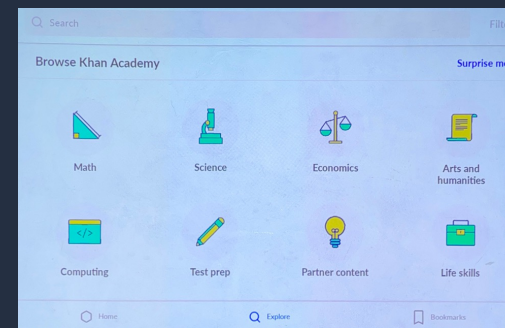 Search
Browse Khan Academy
Math
Science
Economics
Arts and
humanities
</>
Computing
Test prep
Partner content
Life skills
Home
Explore
Bookmarks